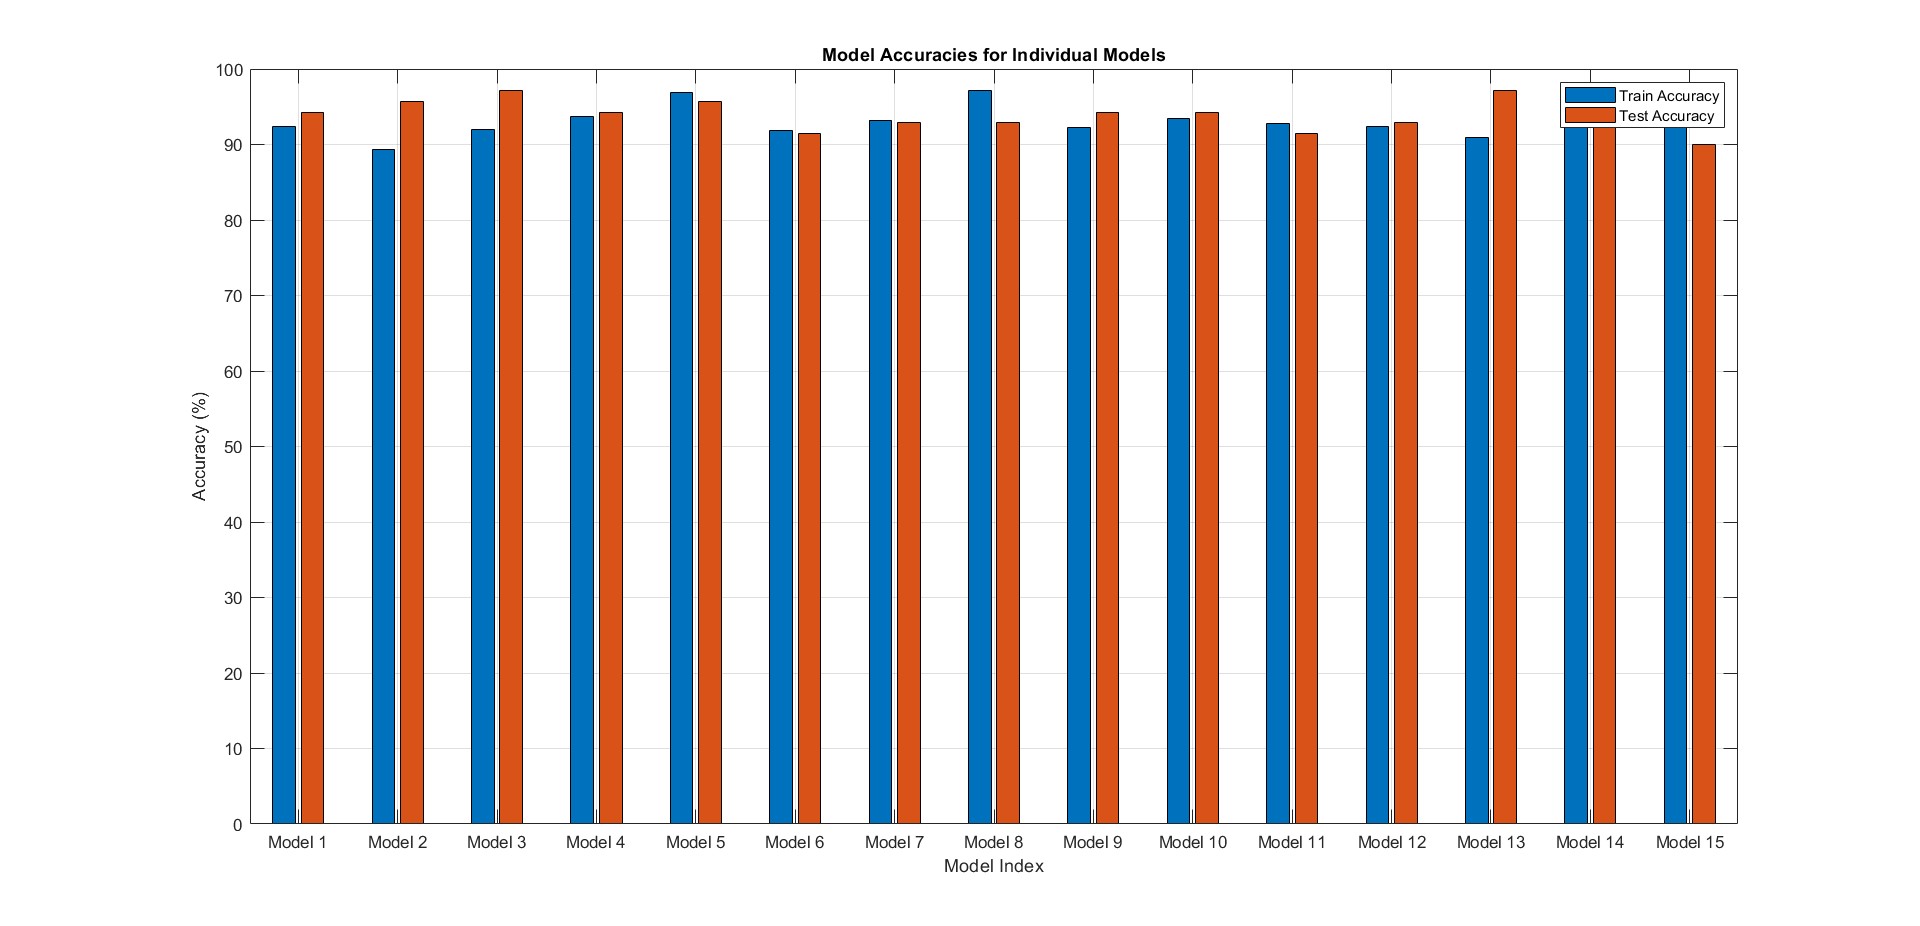 Model Accuracies for Individual Models
100
90
80
70
60
50
40
30
20
10
0
Accuracy (%)
Train Accuracy
Test Accuracy
Model 1 Model 2 Model 3 Model 4 Model 5 Model 6 Model 7 Model 8 Model 9 Model 10 Model 11 Model 12 Model 13 Model 14 Model 15
Model Index